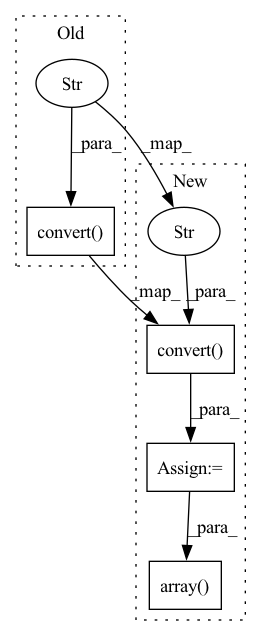 Old
Str
_para_
_map_
New
convert()
Str
_map_
_para_
convert()
_para_
Assign:=
_para_
array()